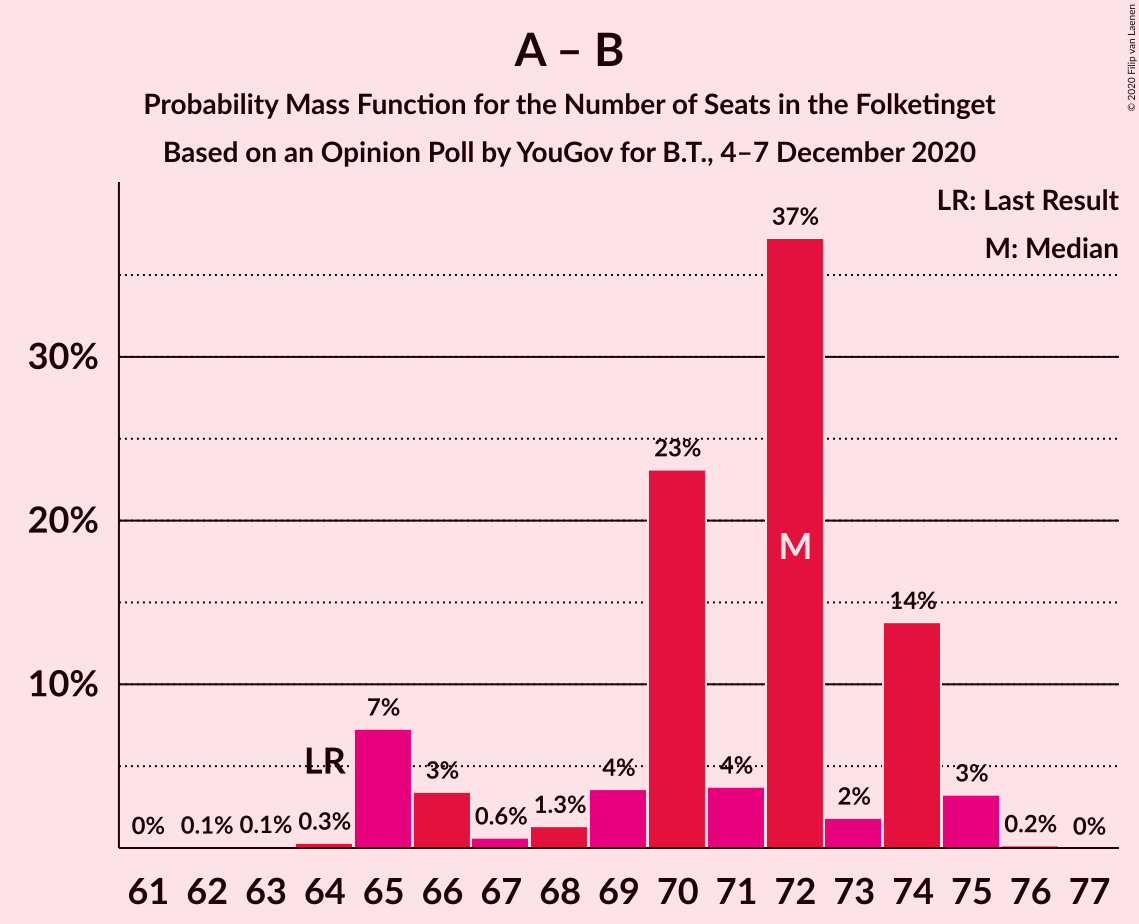 © 2020 Filip van Laenen
A – B
Probability Mass Function for the Number of Seats in the Folketinget
Based on an Opinion Poll by YouGov for B.T., 4–7 December 2020
LR: Last Result
M: Median
37%
30%
23%
20%
M
14%
10%
7%
LR
3%
4%
4%
3%
2%
1.3%
0.6%
0%
0.1%
0.1%
0.3%
0.2%
0%
61 62 63 64 65 66 67 68 69 70 71 72 73 74 75 76 77